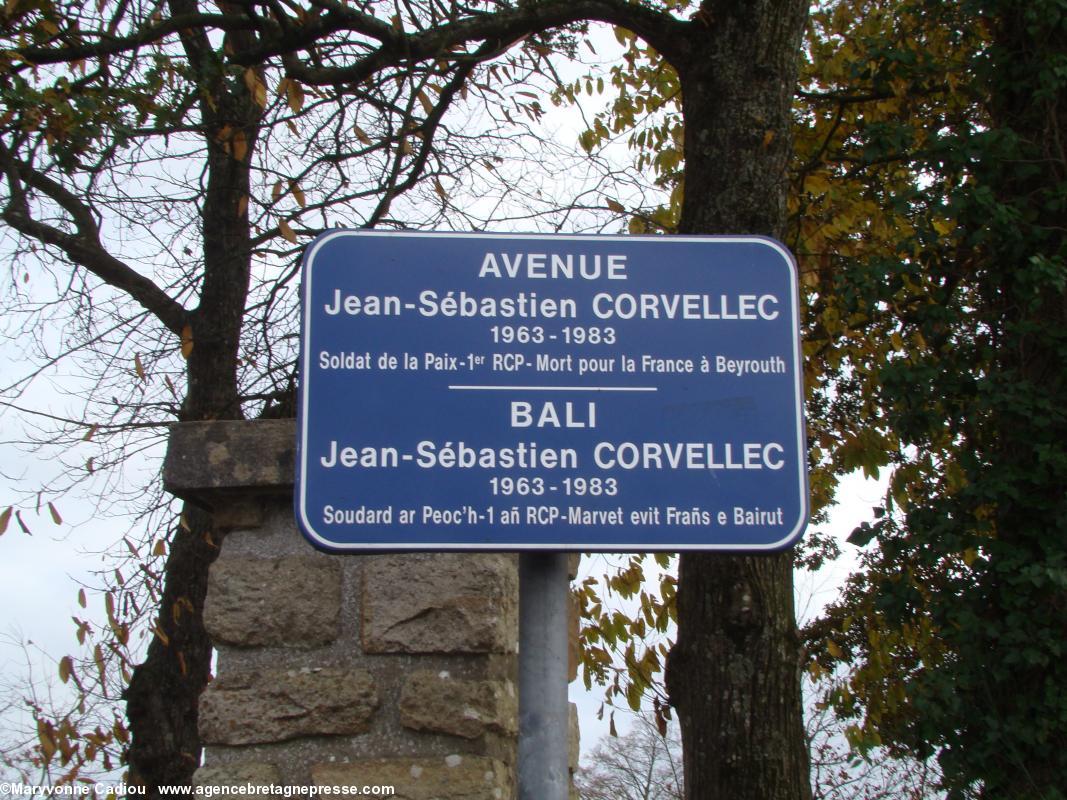 AVENUE
Jean-Sébastien CORVELLEC
1963-1983
Soldat de la Paix-1er RCP-Mort pour la France à Beyrouth
BALI
Jean-Sébastien CORVELLEC
1963-1983
Soudard ar Peoc'h-1 añ RCP-Marvet evit Frañs e Bairut
©Maryvonne Cadiou www.agencebretagnepresse.com